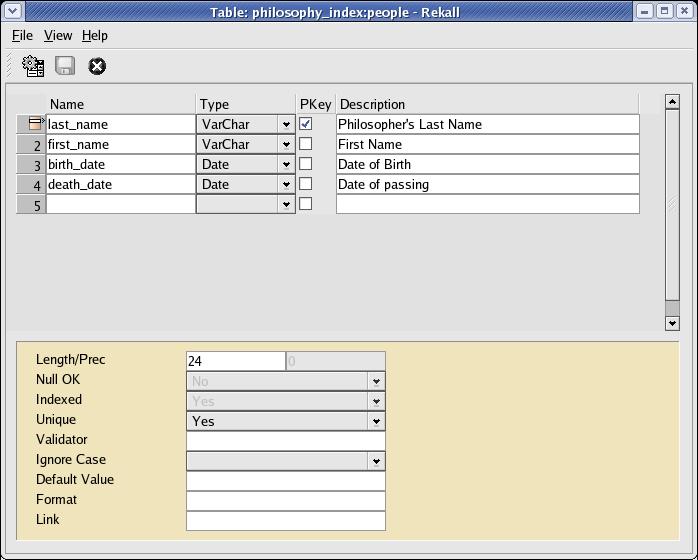 Table: philosophy_index:people - Rekall
File View Help
Name Type PKey Description
last_name VarChar Philosopher's Last Name
2 first_name VarChar First Name
3 birth_date Date Date of Birth
4 death_date Date Date of passing
5
Length/Prec 24 0
Null OK No
Indexed Yes
Unique Yes
Validator
Ignore Case
Default Value
Format
Link